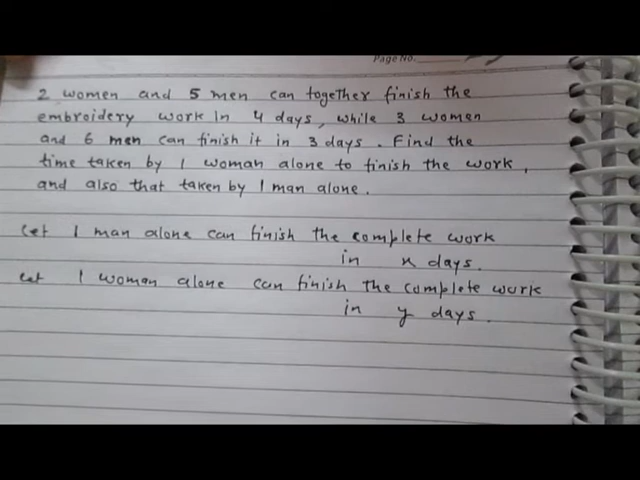 Page No.
2 women and 5 men can together finish the
embroidery work in 4 days, while 3 women
and 6 men can finish it in 3 days. Find the
time taken by 1 woman alone to finish the work,
and also that taken by 1 man alone.
Let 1 man alone can finish the complete work
in x days.
Let 1 woman alone can finish the complete work
in y days.